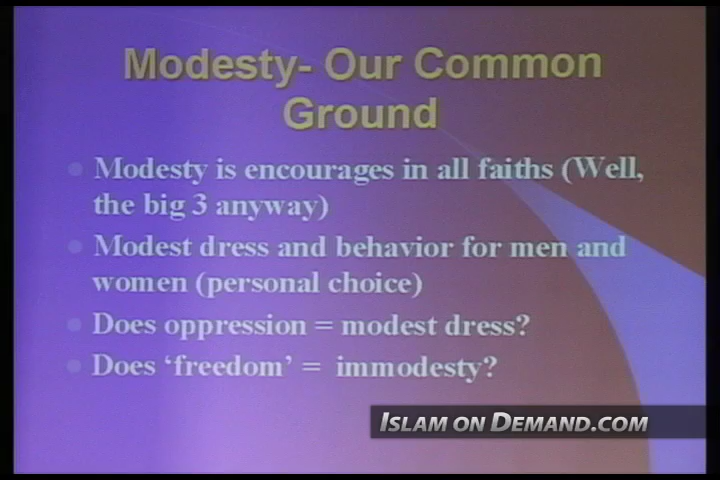 Modesty- Our Common
Ground
Modesty is encourages in all faiths (Well,
the big 3 anyway)
Modest dress and behavior for men and
women (personal choice)
Does oppression = modest dress?
Does ‘freedom’ = immodesty?
ISLAM ON DEMAND.COM